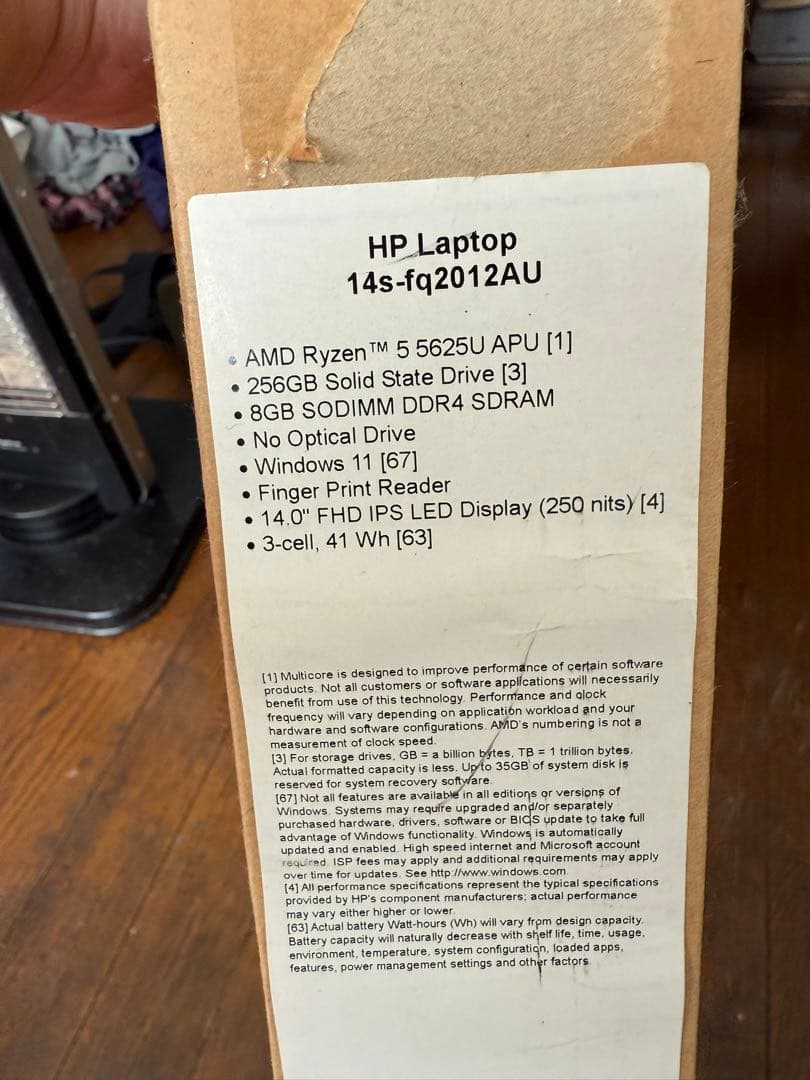 HP Laptop
14s-fq2012AU
• AMD Ryzen™ 5 5625U APU [1]
• 256GB Solid State Drive [3]
• 8GB SODIMM DDR4 SDRAM
• No Optical Drive
• Windows 11 [67]
• Finger Print Reader
• 14.0" FHD IPS LED Display (250 nits) [4]
• 3-cell, 41 Wh [63]
[1] Multicore is designed to improve performance of certain software
products. Not all customers or software applications will necessarily
benefit from use of this technology. Performance and clock
frequency will vary depending on application workload and your
hardware and software configurations. AMD's numbering is not a
measurement of clock speed.
[3] For storage drives, GB = a billion bytes, TB = 1 trillion bytes.
Actual formatted capacity is less. Up to 35GB of system disk is
reserved for system recovery software.
[67] Not all features are available in all editions or versions of
Windows. Systems may require upgraded and/or separately
purchased hardware, drivers, software or BIOS update to take full
advantage of Windows functionality. Windows is automatically
updated and enabled. High speed internet and Microsoft account
required. ISP fees may apply and additional requirements may apply
over time for updates. See http://www.windows.com
[4] All performance specifications represent the typical specifications
provided by HP's component manufacturers; actual performance
may vary either higher or lower.
[63] Actual battery Watt-hours (Wh) will vary from design capacity.
Battery capacity will naturally decrease with shelf life, time, usage,
environment, temperature, system configuration, loaded apps,
features, power management settings and other factors.